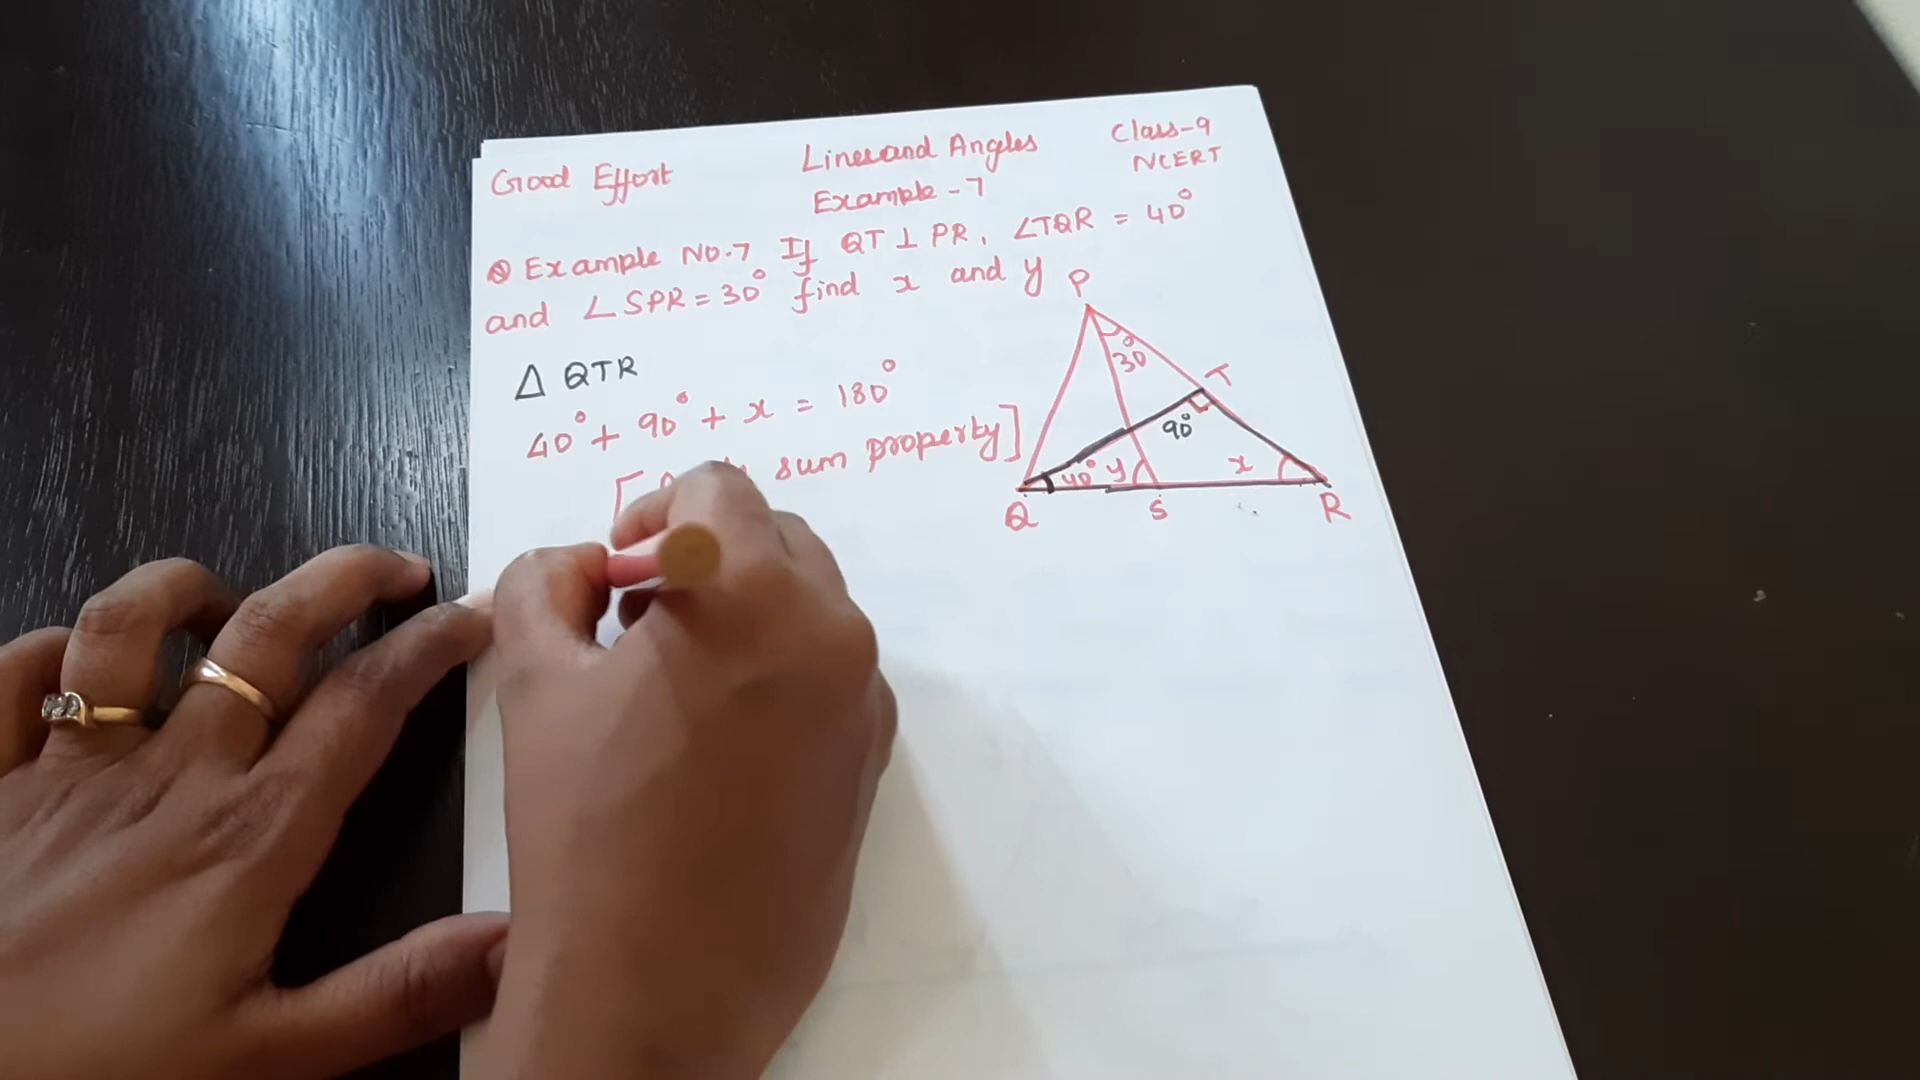 Good Effort
Lines and Angles
Class-9
NCERT
Example-7
Q Example No.7 If QT ⊥ PR, ∠TQR = 40°
and ∠SPR = 30° find x and y
△ QTR
40° + 90° + x = 180°
[ sum property]
P
30
T
90°
40° y
x
Q
S
R